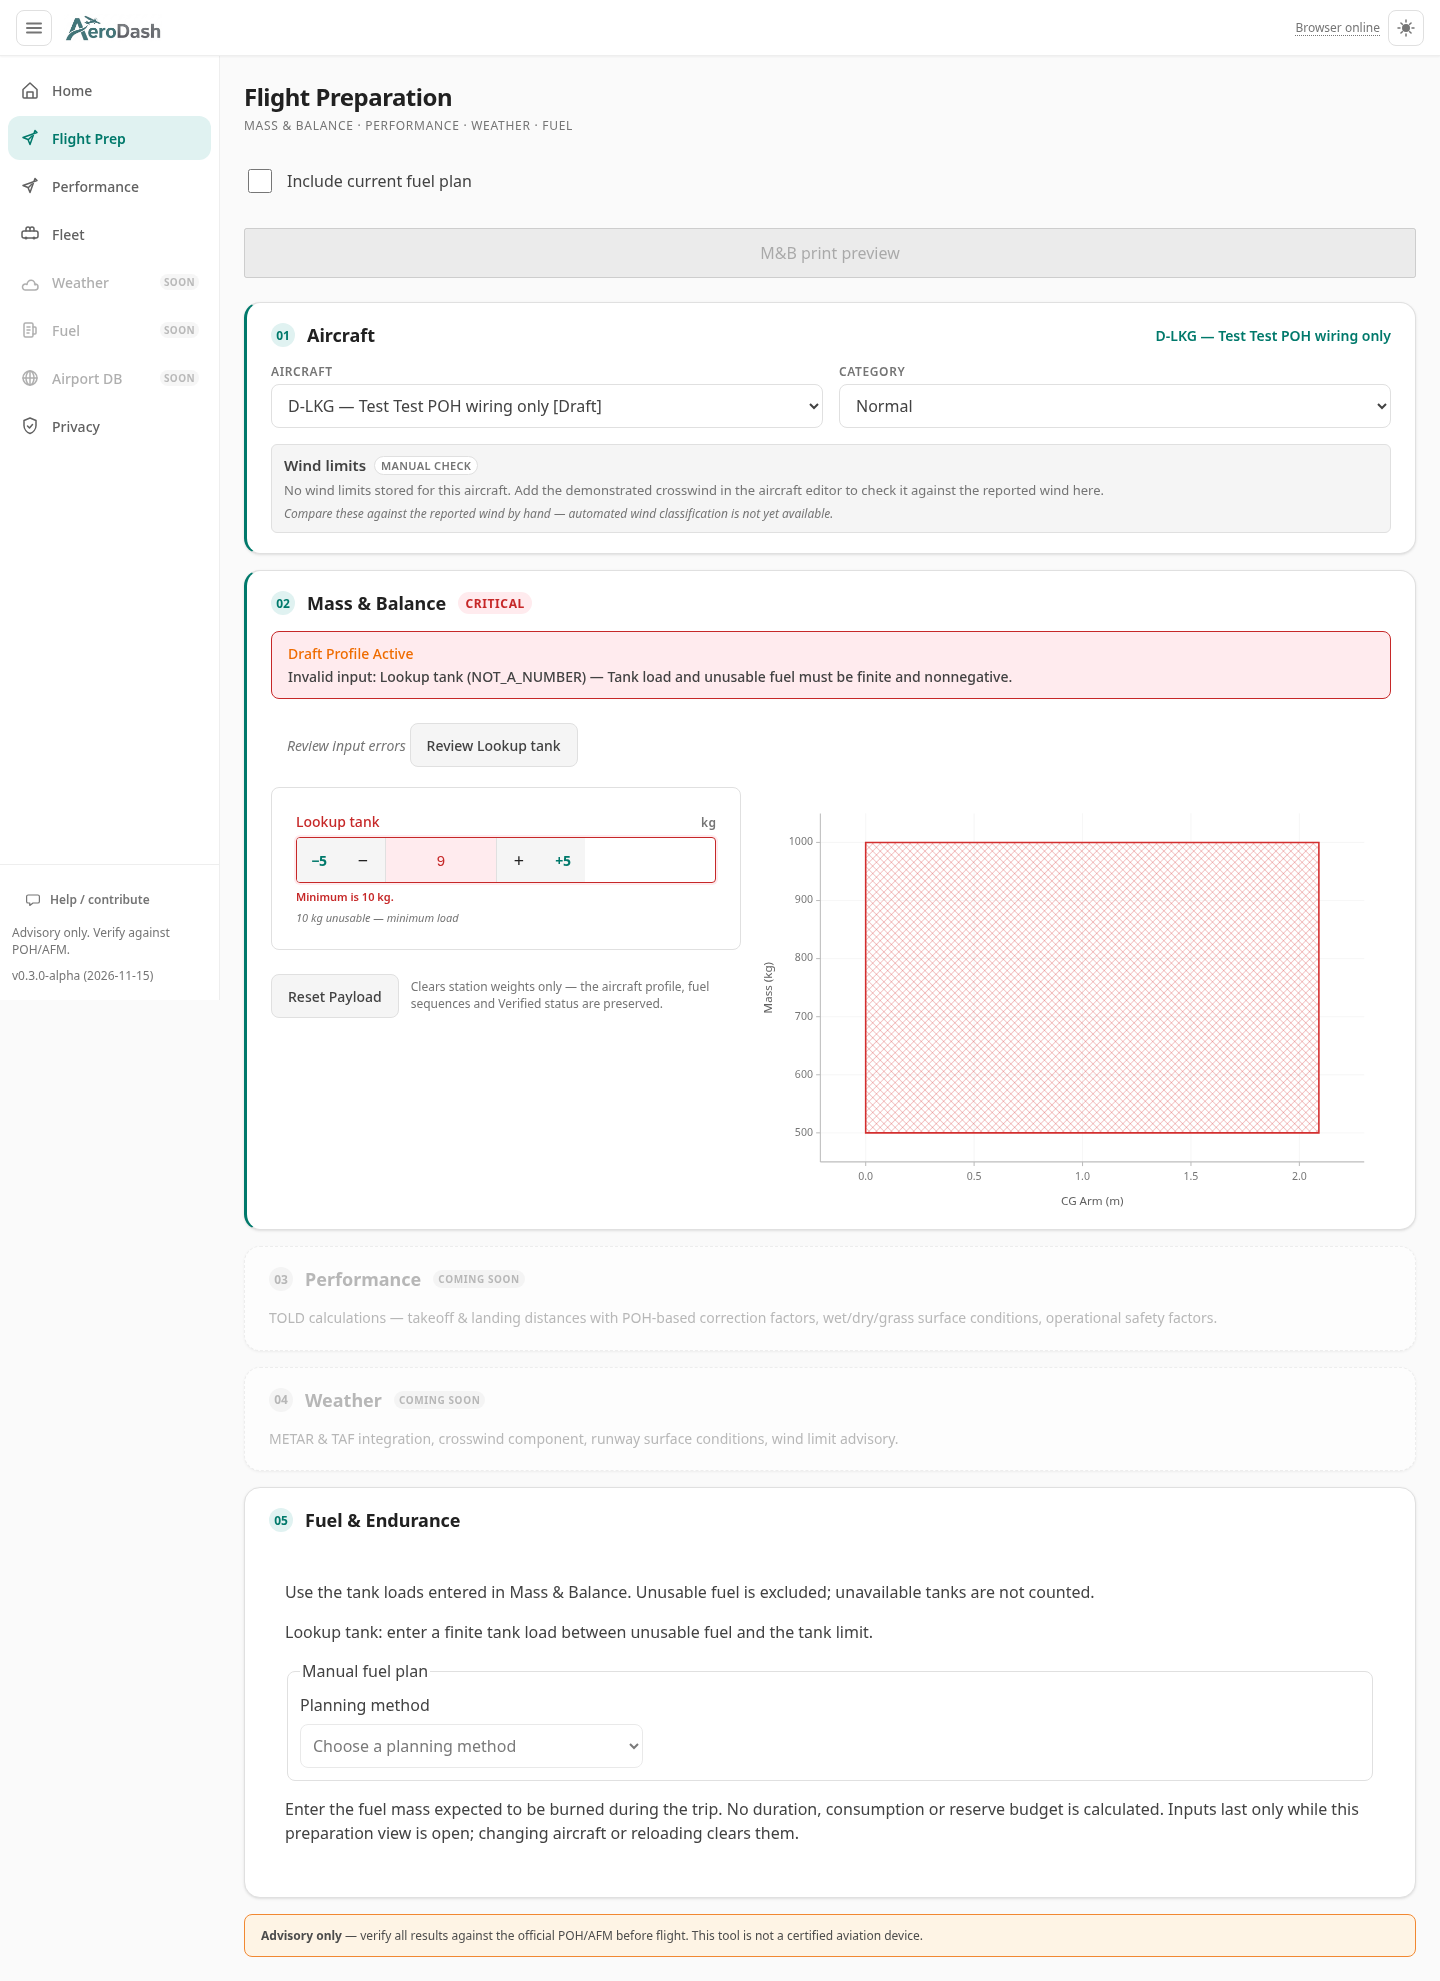 AeroDash
Browser online
Home
Flight Prep
Performance
Fleet
Weather SOON
Fuel SOON
Airport DB SOON
Privacy
Help / contribute
Advisory only. Verify against
POH/AFM.
v0.3.0-alpha (2026-11-15)
Flight Preparation
MASS & BALANCE · PERFORMANCE · WEATHER · FUEL
Include current fuel plan
M&B print preview
01 Aircraft
D-LKG — Test Test POH wiring only
AIRCRAFT
CATEGORY
D-LKG — Test Test POH wiring only [Draft]
Normal
Wind limits MANUAL CHECK
No wind limits stored for this aircraft. Add the demonstrated crosswind in the aircraft editor to check it against the reported wind here.
Compare these against the reported wind by hand — automated wind classification is not yet available.
02 Mass & Balance CRITICAL
Draft Profile Active
Invalid input: Lookup tank (NOT_A_NUMBER) — Tank load and unusable fuel must be finite and nonnegative.
Review Input errors Review Lookup tank
Lookup tank kg
−5 − 9 + +5
Minimum is 10 kg.
10 kg unusable — minimum load
Reset Payload
Clears station weights only — the aircraft profile, fuel
sequences and Verified status are preserved.
Mass (kg)
1000
900
800
700
600
500
0.0 0.5 1.0 1.5 2.0
CG Arm (m)
03 Performance COMING SOON
TOLD calculations — takeoff & landing distances with POH-based correction factors, wet/dry/grass surface conditions, operational safety factors.
04 Weather COMING SOON
METAR & TAF integration, crosswind component, runway surface conditions, wind limit advisory.
05 Fuel & Endurance
Use the tank loads entered in Mass & Balance. Unusable fuel is excluded; unavailable tanks are not counted.
Lookup tank: enter a finite tank load between unusable fuel and the tank limit.
Manual fuel plan
Planning method
Choose a planning method
Enter the fuel mass expected to be burned during the trip. No duration, consumption or reserve budget is calculated. Inputs last only while this
preparation view is open; changing aircraft or reloading clears them.
Advisory only — verify all results against the official POH/AFM before flight. This tool is not a certified aviation device.